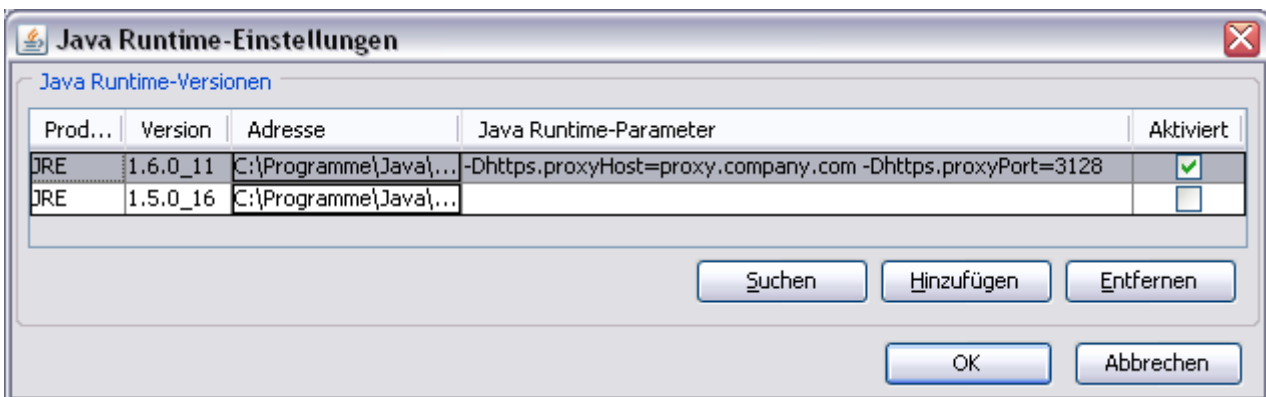 Java Runtime-Einstellungen
Java Runtime-Versionen
Prod... Version Adresse Java Runtime-Parameter Aktiviert
JRE 1.6.0_11 C:\Programme\Java\... -Dhttps.proxyHost=proxy.company.com -Dhttps.proxyPort=3128
JRE 1.5.0_16 C:\Programme\Java\...
Suchen Hinzufügen Entfernen
OK Abbrechen